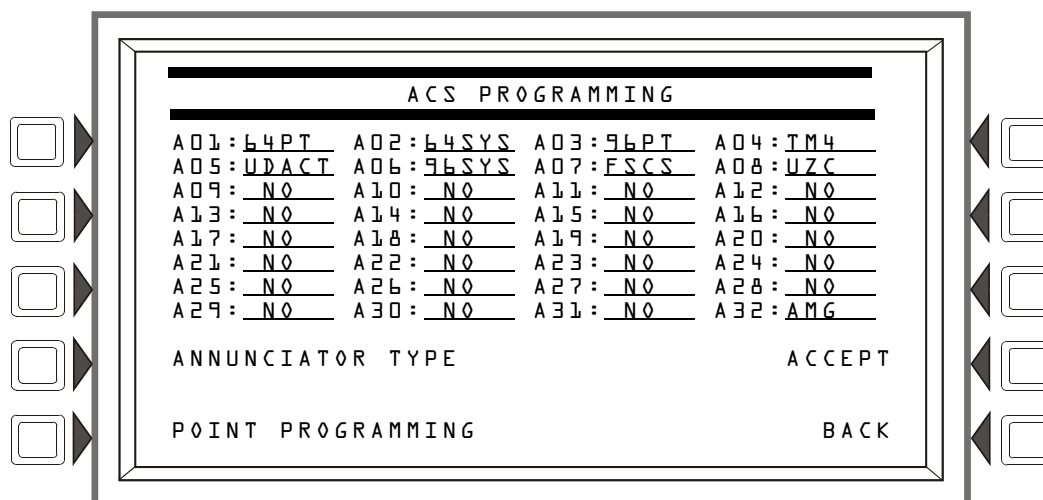 ACS PROGRAMMING
A01:64PT A02:64SYS A03:96PT A04:TM4
A05:UDACT A06:96SYS A07:FSCS A08:UZC
A09: NO A10: NO A11: NO A12: NO
A13: NO A14: NO A15: NO A16: NO
A17: NO A18: NO A19: NO A20: NO
A21: NO A22: NO A23: NO A24: NO
A25: NO A26: NO A27: NO A28: NO
A29: NO A30: NO A31: NO A32:AMG
ANNUNCIATOR TYPE ACCEPT
POINT PROGRAMMING BACK